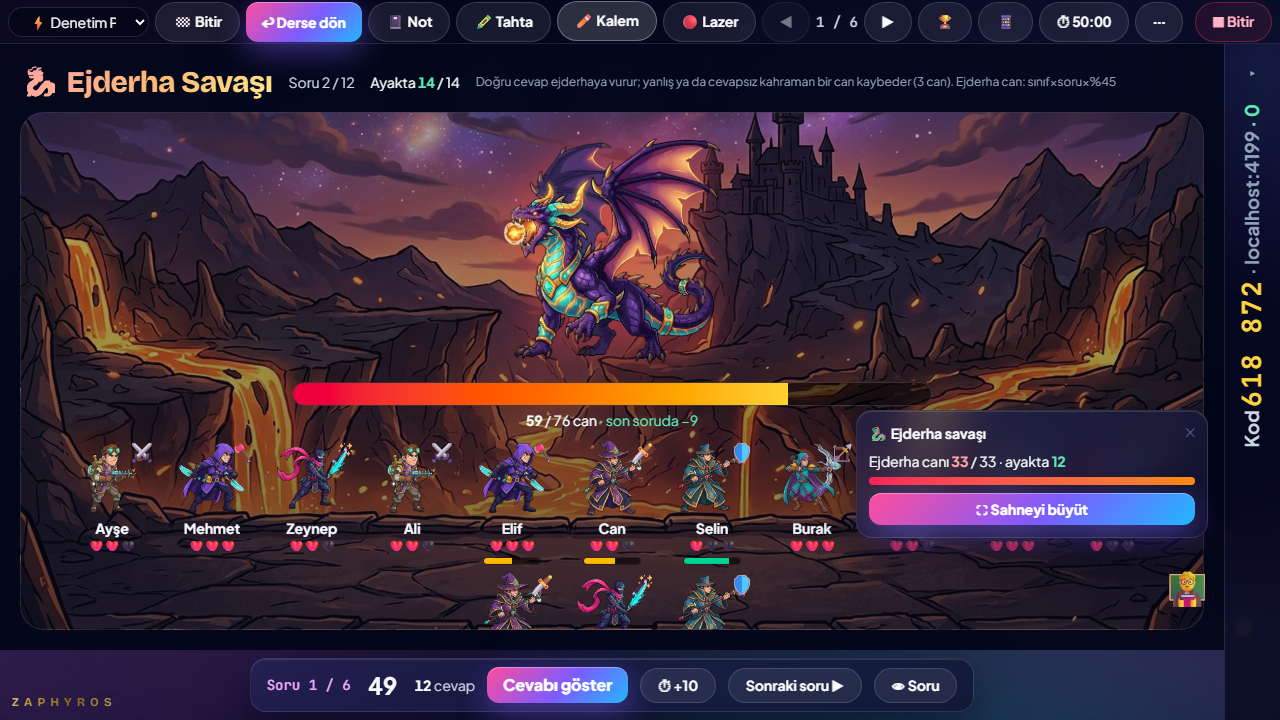 Denetim F
Bitir
Derse dön
Not
Tahta
Kalem
Lazer
1 / 6
50:00
---
Bitir
Ejderha Savaşı
Soru 2/12
Ayakta 14/14
Doğru cevap ejderhaya vurur; yanlış ya da cevapsız kahraman bir can kaybeder (3 can). Ejderha can: sınıf×soru×%45
59 / 76 can · son soruda −9
Ejderha savaşı
Ejderha canı 33 / 33 · ayakta 12
Sahneyi büyüt
Ayşe
Mehmet
Zeynep
Ali
Elif
Can
Selin
Burak
Kod 618 872 · localhost:4199 · 0
Soru 1 / 6
49
12 cevap
Cevabı göster
+10
Sonraki soru
Soru
ZAPHYROS